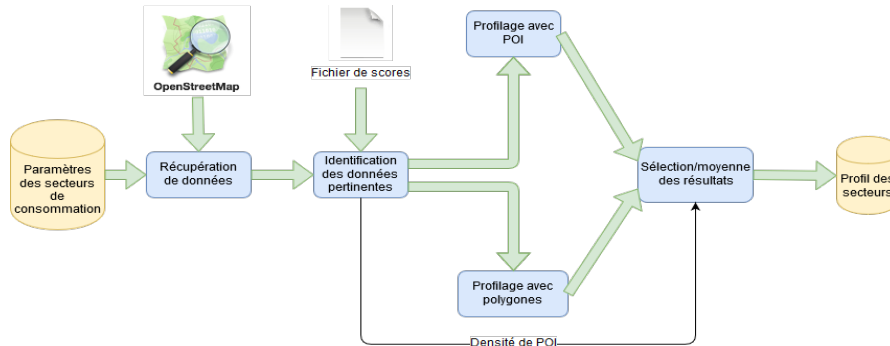 OpenStreetMap
Fichier de scores
Paramètres
des secteurs
de
consommation
Récupération
de données
Identification
des données
pertinentes
Profilage avec
POI
Profilage avec
polygones
Sélection/moyenne
des résultats
Profil des
secteurs
Densité de POI